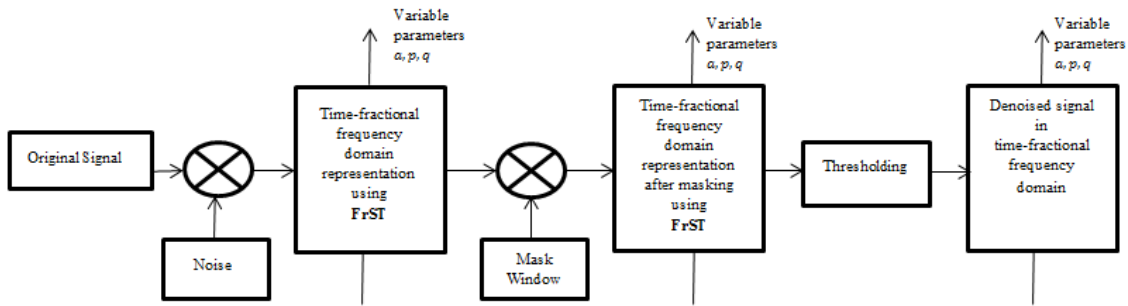 Variable
parameters
a, p, q
Variable
parameters
a, p, q
Variable
parameters
a, p, q
Original Signal
Noise
Time-fractional
frequency
domain
representation
using
FrST
Mask
Window
Time-fractional
frequency
domain
representation
after masking
using
FrST
Thresholding
Denoised signal
in
time-fractional
frequency
domain